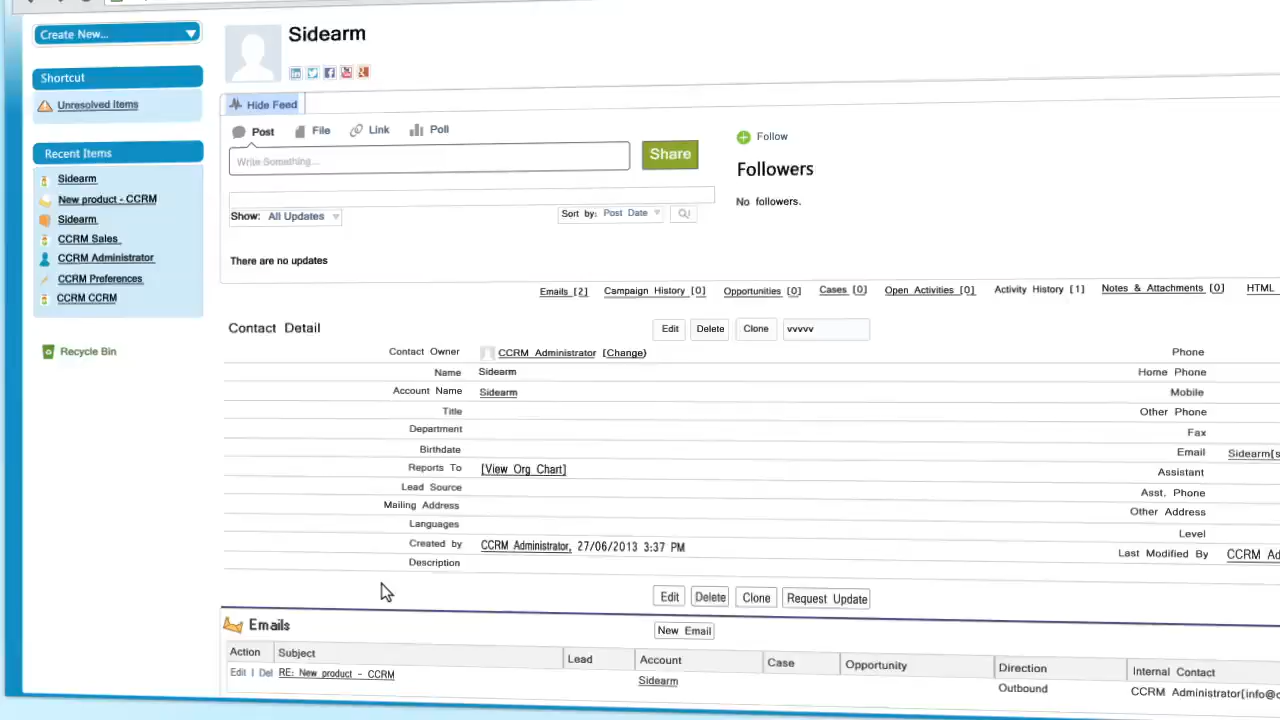 Create New...
Sidearm
Shortcut
Unresolved Items
Hide Feed
Post File Link Poll
Write Something...
Share
Follow
Followers
No followers.
Recent Items
Sidearm
New product - CCRM
Sidearm
CCRM Sales
CCRM Administrator
CCRM Preferences
CCRM CCRM
Recycle Bin
Show: All Updates
Sort by: Post Date
There are no updates
Emails [2] Campaign History [0] Opportunities [0] Cases [0] Open Activities [0] Activity History [1] Notes & Attachments [0] HTML
Contact Detail
Edit Delete Clone vvvvv
Contact Owner CCRM Administrator [Change]
Phone
Name Sidearm
Home Phone
Account Name Sidearm
Mobile
Title
Other Phone
Department
Fax
Birthdate
Email Sidearm[s
Reports To [View Org Chart]
Assistant
Lead Source
Asst. Phone
Mailing Address
Other Address
Languages
Level
Created by CCRM Administrator, 27/06/2013 3:37 PM
Last Modified By CCRM Ad
Description
Edit Delete Clone Request Update
Emails
New Email
Action Subject Lead Account Case Opportunity Direction Internal Contact
Edit | Del RE: New product - CCRM Sidearm Outbound CCRM Administrator[info@c